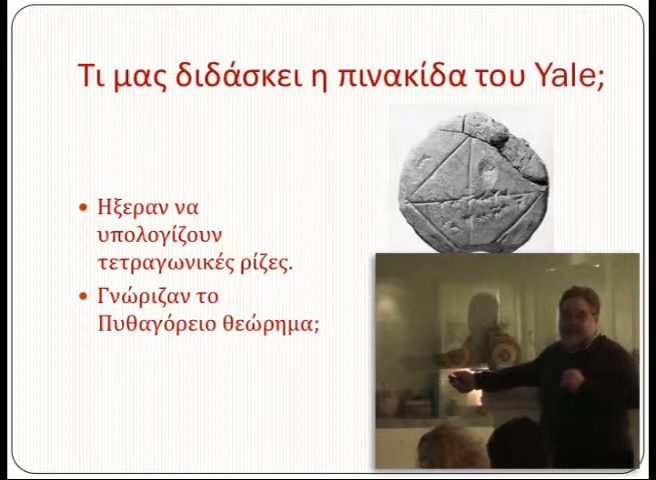 Τι μας διδάσκει η πινακίδα του Yale;
• Ηξεραν να
υπολογίζουν
τετραγωνικές ρίζες.
• Γνώριζαν το
Πυθαγόρειο θεώρημα;